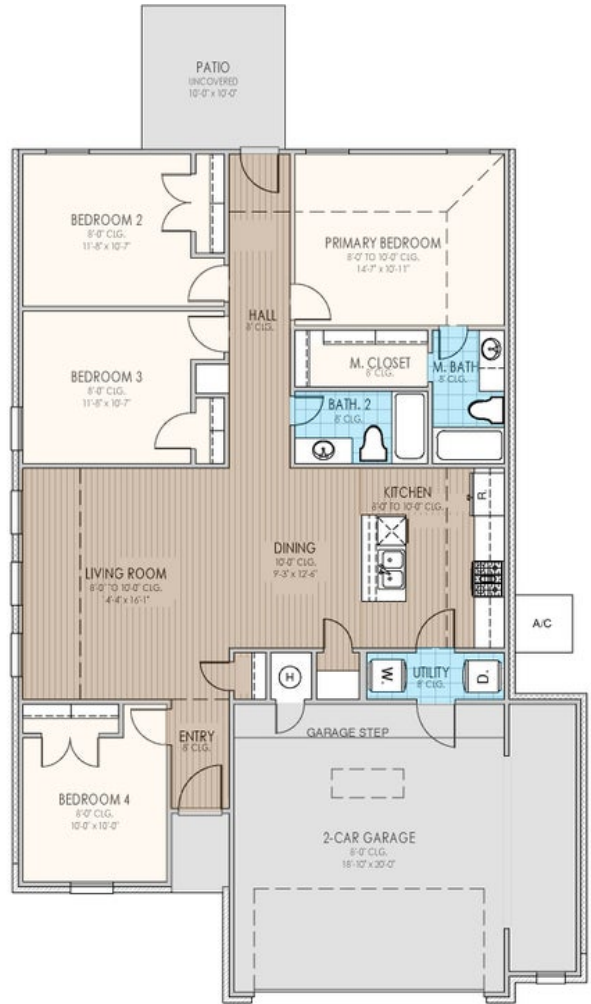 PATIO
UNCOVERED
10'-0" x 10'-0"
BEDROOM 2
8'-0" CLG.
11'-8" x 10'-7"
PRIMARY BEDROOM
8'-0" TO 10'-0" CLG.
14'-7" x 10'-11"
HALL
8' CLG.
BEDROOM 3
8'-0" CLG.
11'-8" x 10'-7"
M. CLOSET
8' CLG.
M. BATH
8' CLG.
BATH. 2
8' CLG.
KITCHEN
8'-0" TO 10'-0" CLG.
R.
DINING
10'-0" CLG.
9'-3" x 12'-6"
LIVING ROOM
8'-0" TO 10'-0" CLG.
4'-4" x 16'-1"
A/C
H
W.
UTILITY
8' CLG.
D.
GARAGE STEP
ENTRY
8' CLG.
BEDROOM 4
8'-0" CLG.
10'-0" x 10'-0"
2-CAR GARAGE
8'-0" CLG.
18'-10" x 20'-0"